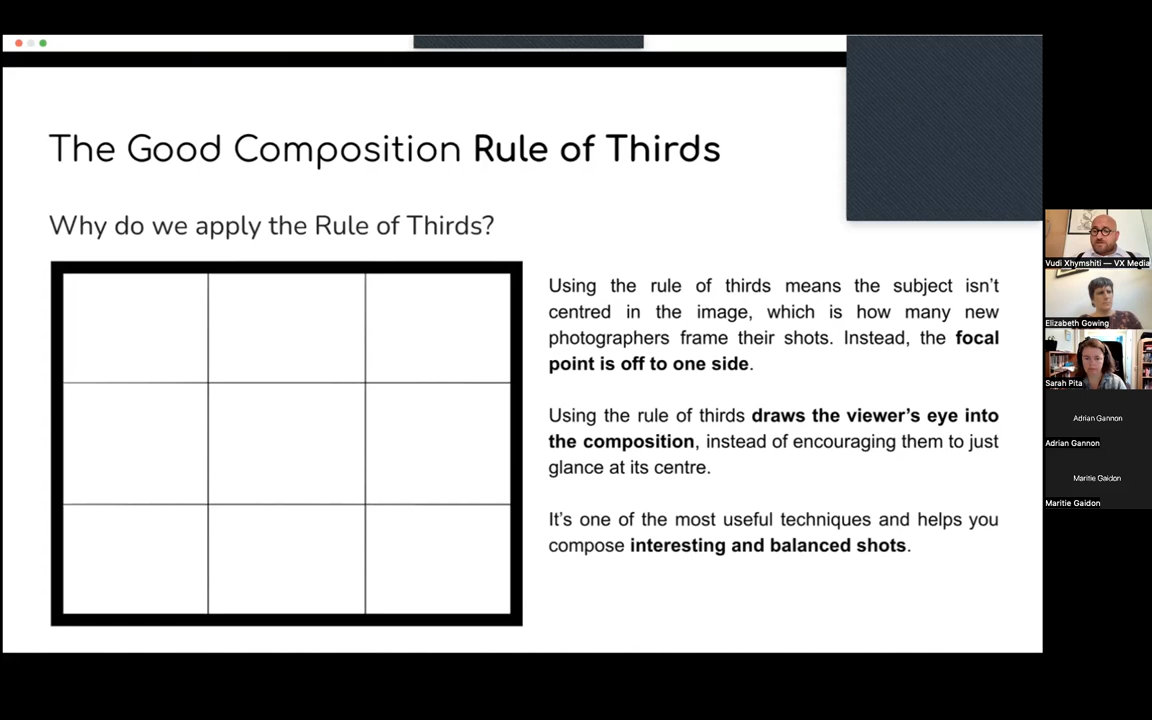 The Good Composition Rule of Thirds
Why do we apply the Rule of Thirds?
Using the rule of thirds means the subject isn’t
centred in the image, which is how many new
photographers frame their shots. Instead, the focal
point is off to one side.
Using the rule of thirds draws the viewer’s eye into
the composition, instead of encouraging them to just
glance at its centre.
It’s one of the most useful techniques and helps you
compose interesting and balanced shots.
Vudi Xhymshiti — VX Media
Elizabeth Gowing
Sarah Pita
Adrian Gannon
Adrian Gannon
Maritie Gaidon
Maritie Gaidon